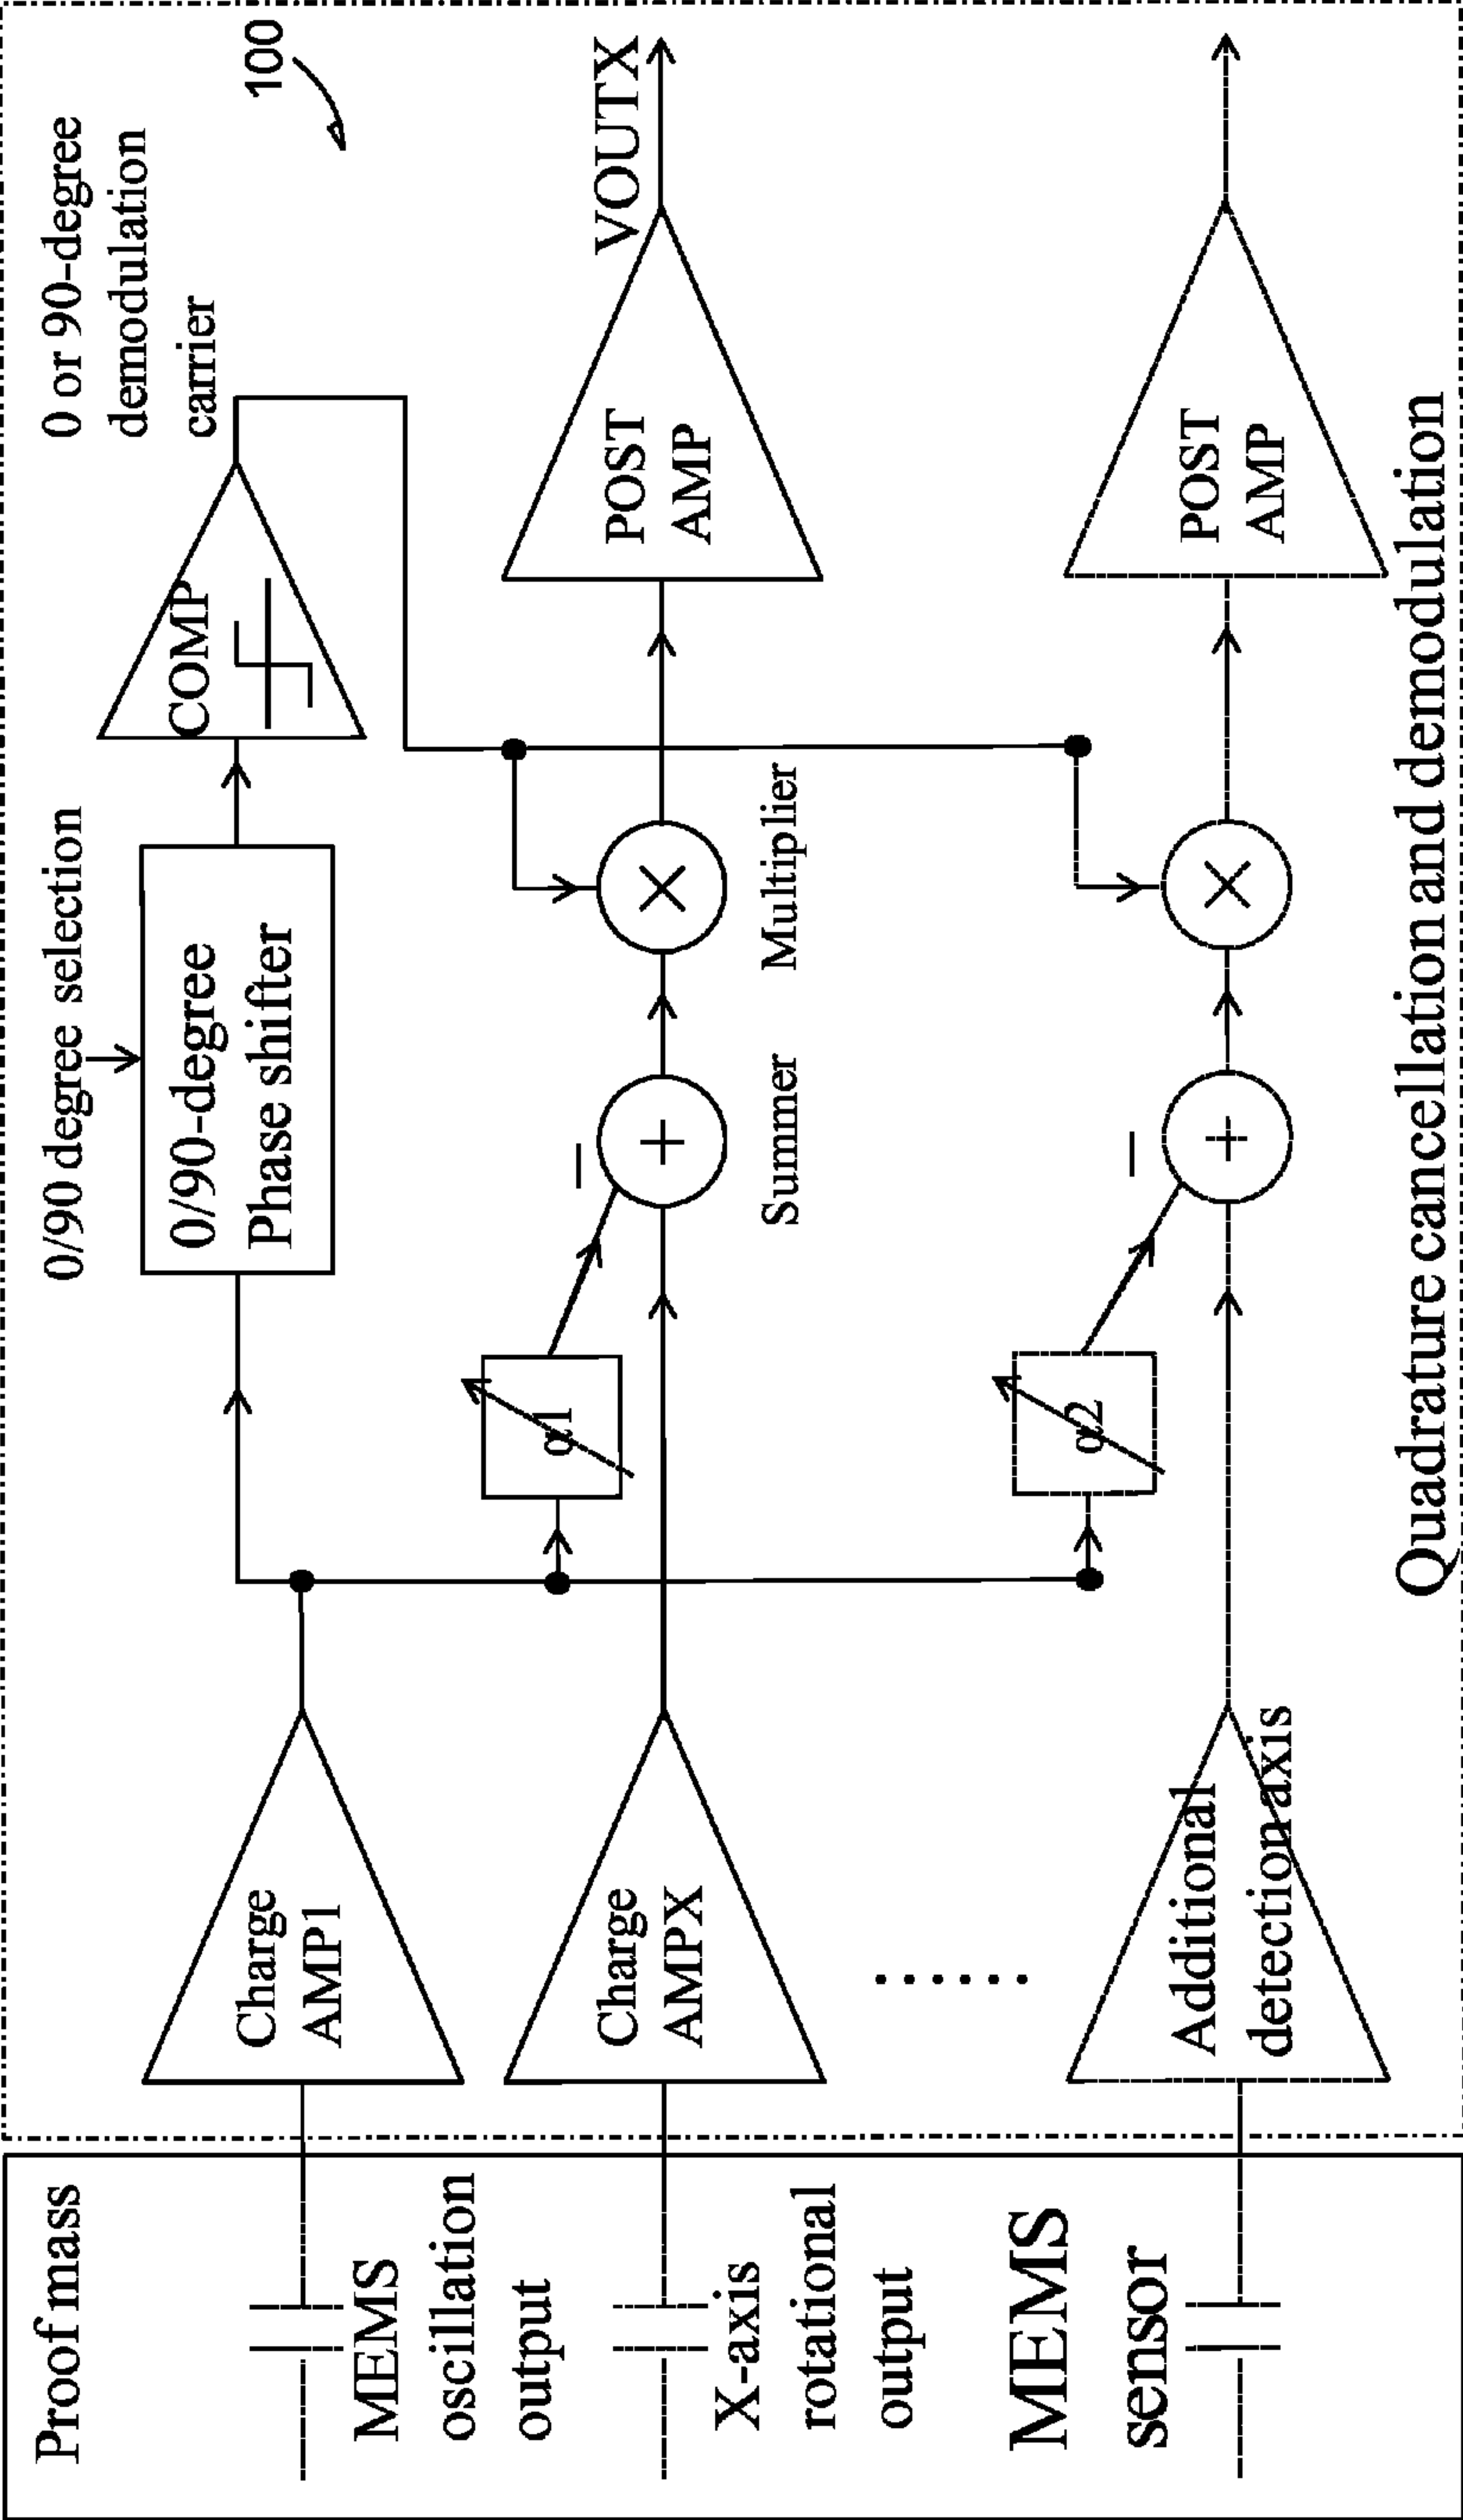 Proof mass
MEMS
oscillation
output
X-axis
rotational
output
MEMS
sensor
Charge
AMP1
Charge
AMPX
......
Additional
detection axis
α1
α2
0/90 degree selection
0/90-degree
Phase shifter
+
−
Summer
+
−
×
Multiplier
×
COMP
0 or 90-degree
demodulation
carrier
POST
AMP
VOUTX
POST
AMP
100
Quadrature cancellation and demodulation